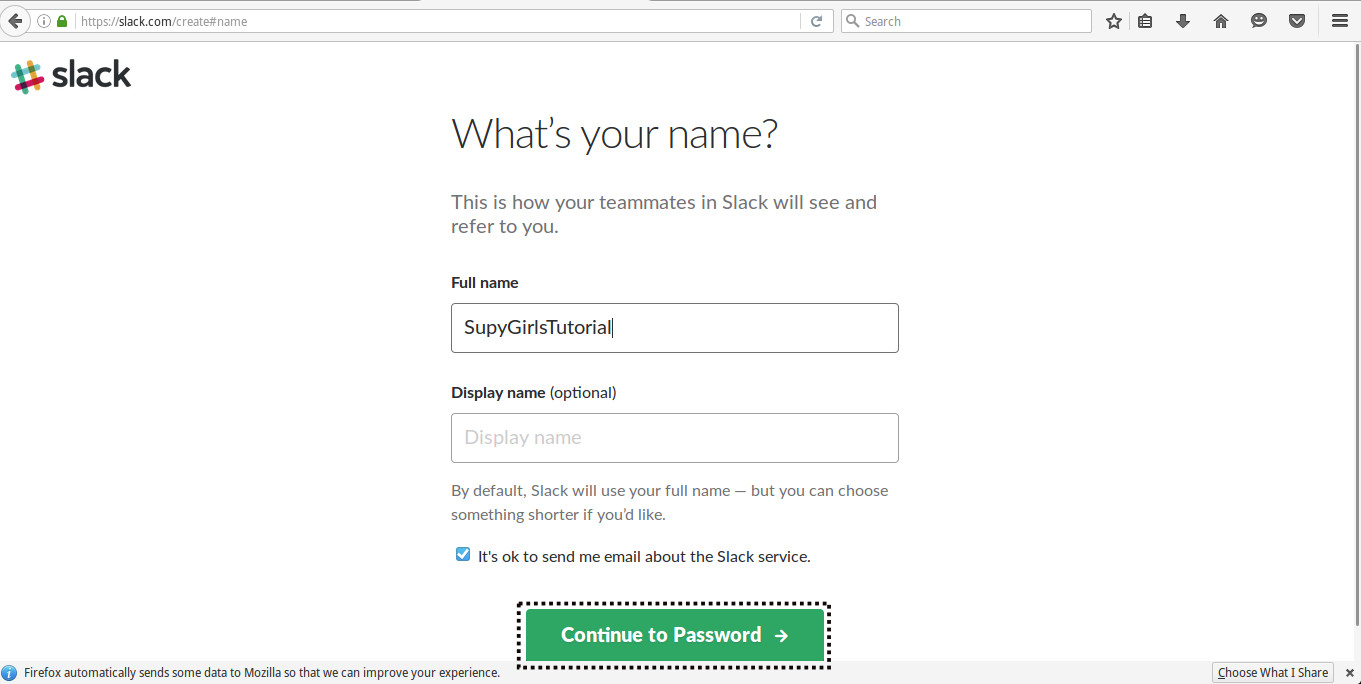 https://slack.com/create#name
Search
slack
What's your name?
This is how your teammates in Slack will see and
refer to you.
Full name
SupyGirlsTutorial
Display name (optional)
Display name
By default, Slack will use your full name — but you can choose
something shorter if you'd like.
It's ok to send me email about the Slack service.
Continue to Password →
Firefox automatically sends some data to Mozilla so that we can improve your experience.
Choose What I Share